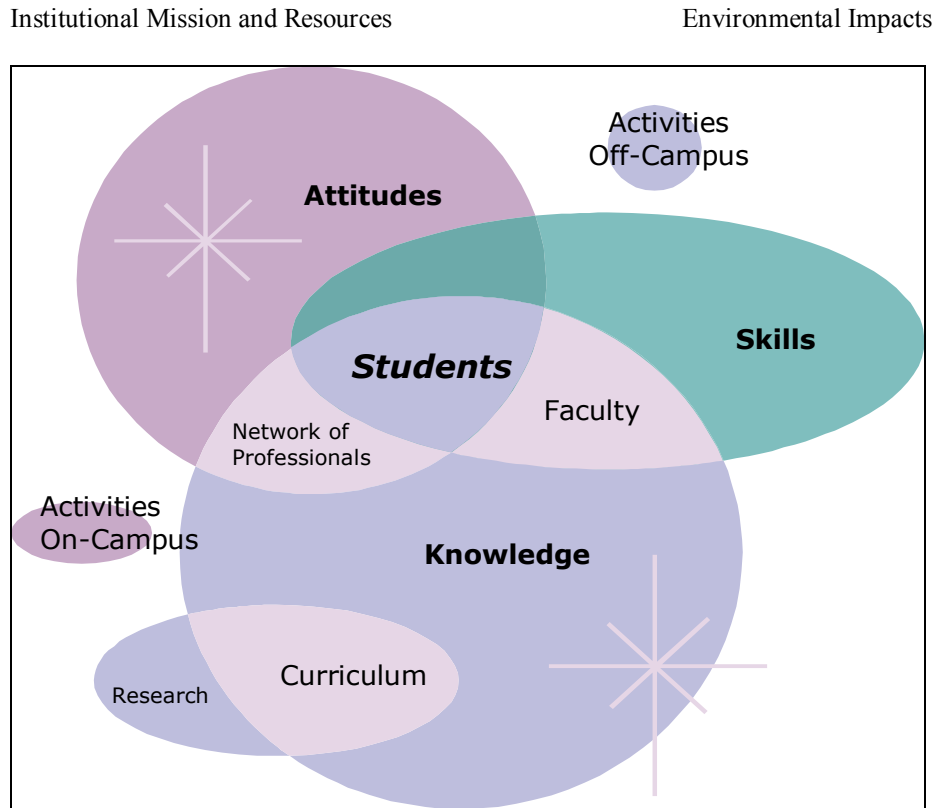 Institutional Mission and Resources
Environmental Impacts
Activities
Off-Campus
Attitudes
Skills
Students
Faculty
Network of
Professionals
Activities
On-Campus
Knowledge
Curriculum
Research